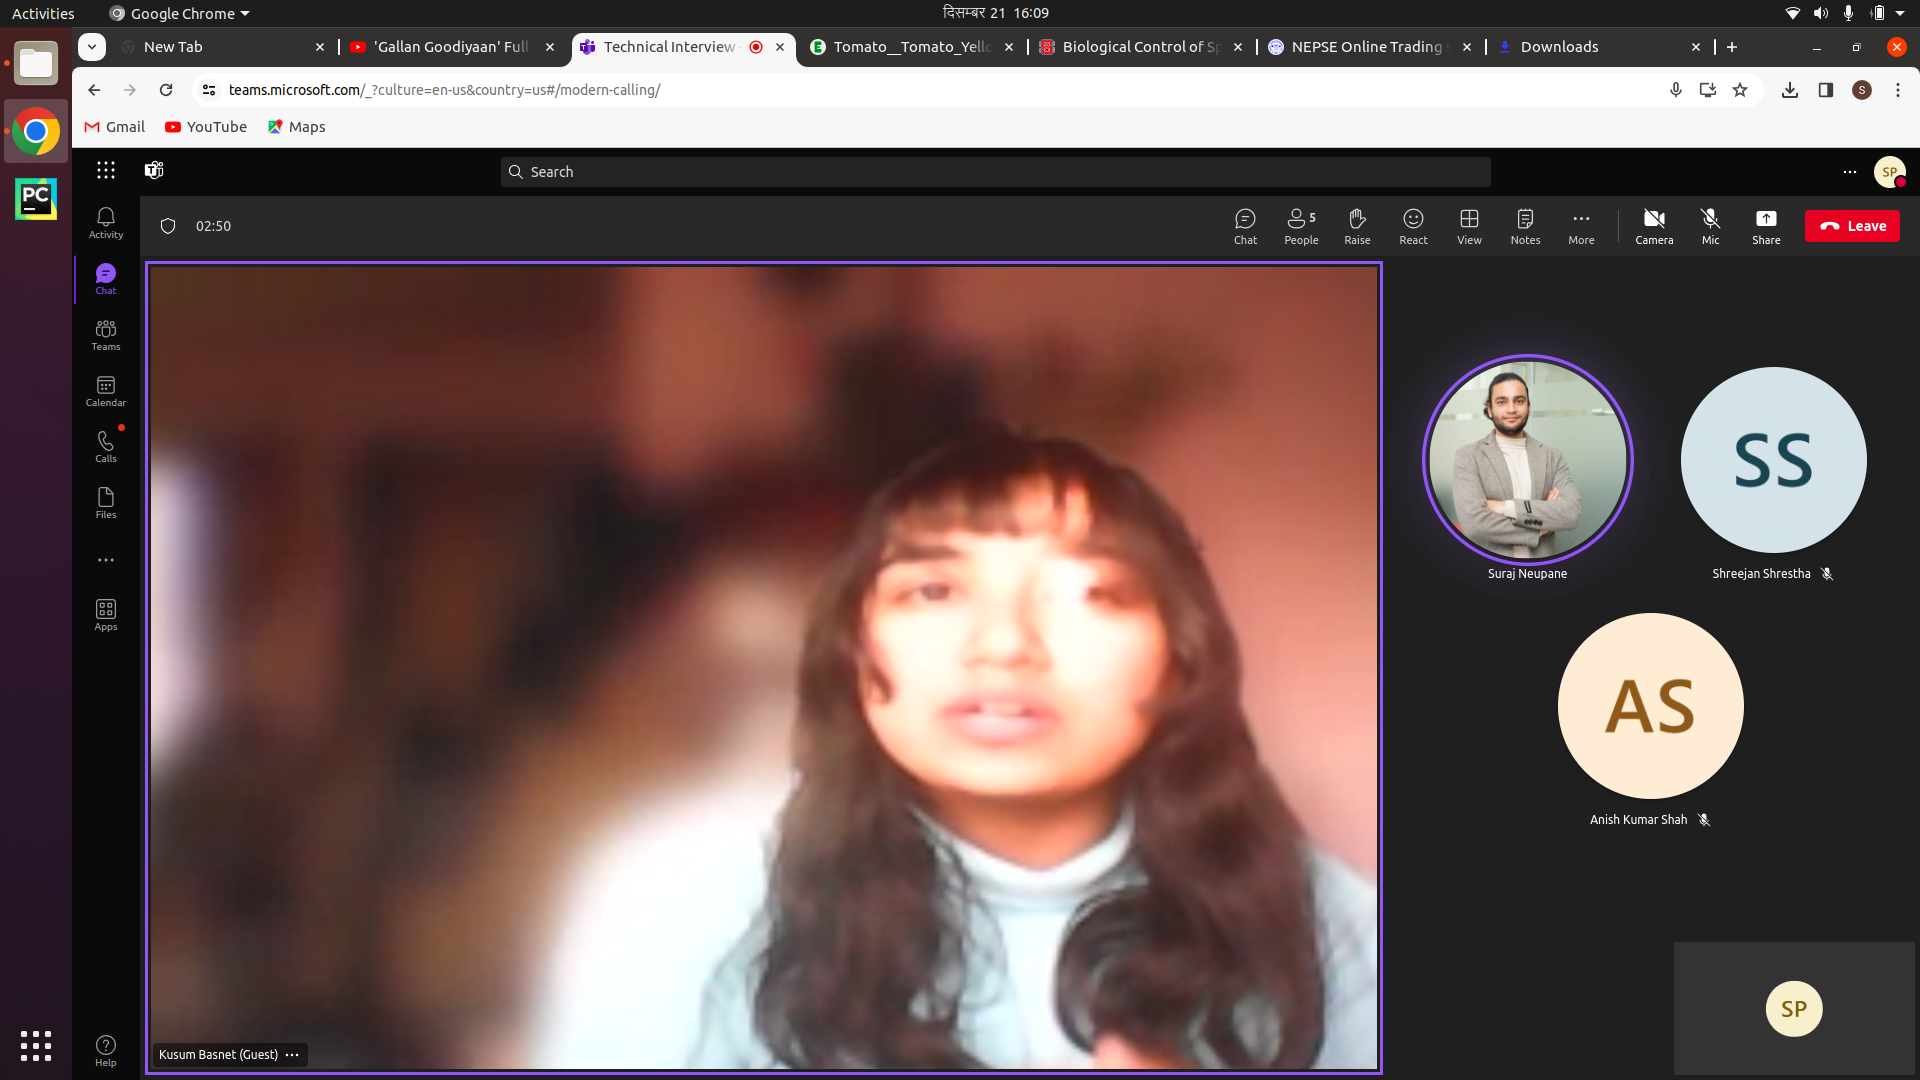 Activities
Google Chrome
दिसम्बर 21 16:09
New Tab
'Gallan Goodiyaan' Full
Technical Interview
Tomato__Tomato_Yello
Biological Control of Sp
NEPSE Online Trading s
Downloads
teams.microsoft.com/_?culture=en-us&country=us#/modern-calling/
S
Gmail
YouTube
Maps
Search
SP
02:50
Chat
People 5
Raise
React
View
Notes
More
Camera
Mic
Share
Leave
PC
Activity
Chat
Teams
Calendar
Calls
Files
Apps
Help
Suraj Neupane
SS
Shreejan Shrestha
AS
Anish Kumar Shah
SP
Kusum Basnet (Guest)